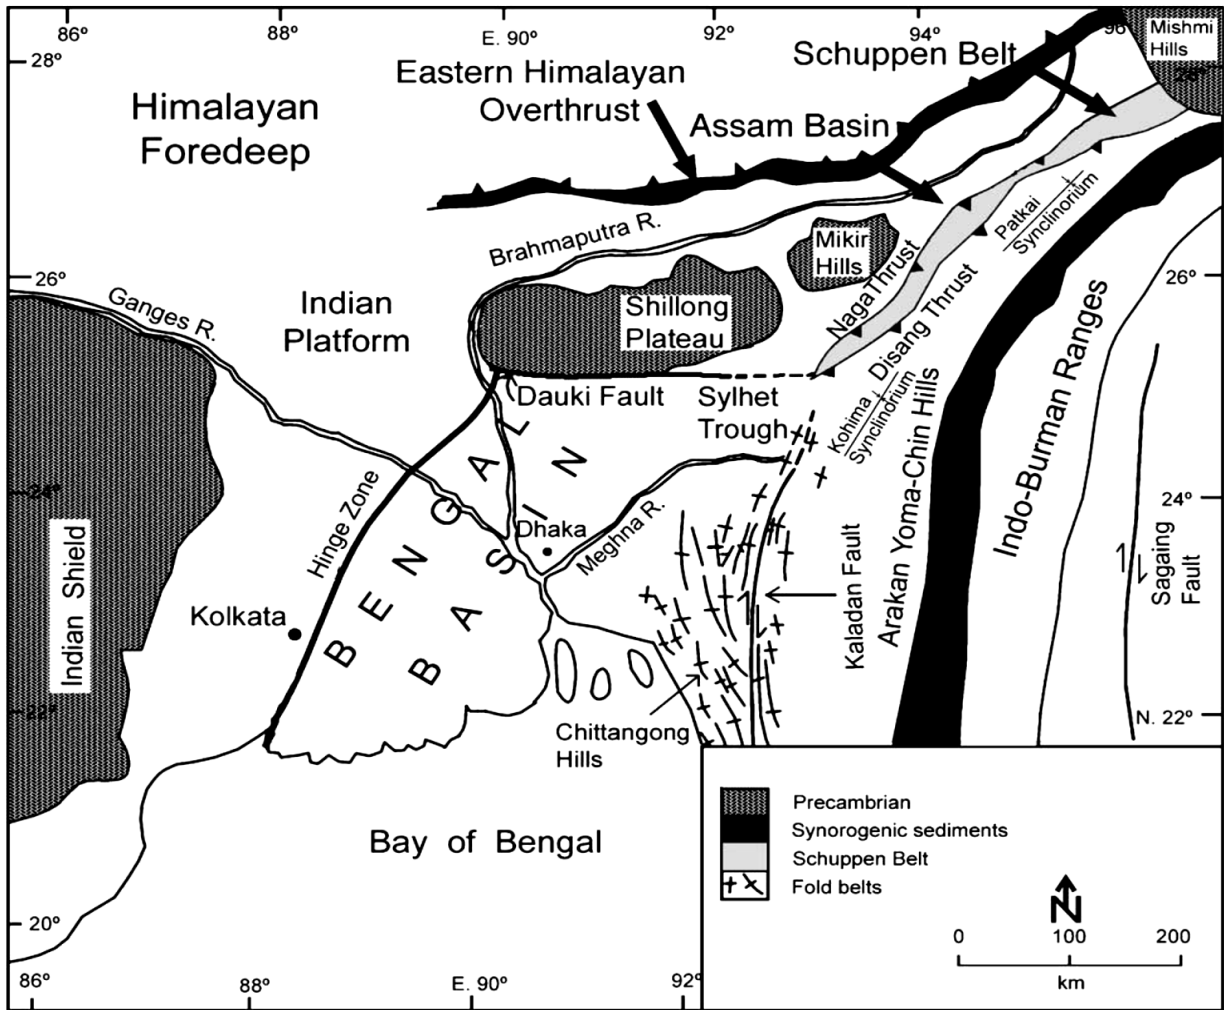 86°
88°
E. 90°
92°
94°
96
Mishmi
Hills
28°
28°
Schuppen Belt
Eastern Himalayan
Overthrust
Himalayan
Foredeep
Assam Basin
Brahmaputra R.
Mikir
Hills
Patkai
Synclinorium
26°
26°
Ganges R.
Indian
Platform
Shillong
Plateau
NagaThrust
Disang Thrust
Dauki Fault
Sylhet
Trough
Kohima
Synclinorium
Indo-Burman Ranges
Arakan Yoma-Chin Hills
24°
24°
Hinge Zone
BENGAL
BASIN
Dhaka
Meghna R.
Kaladan Fault
Sagaing
Fault
Indian Shield
Kolkata
22°
N. 22°
Chittangong
Hills
Bay of Bengal
Precambrian
Synorogenic sediments
Schuppen Belt
Fold belts
20°
N
0
100
200
km
86°
88°
E. 90°
92°